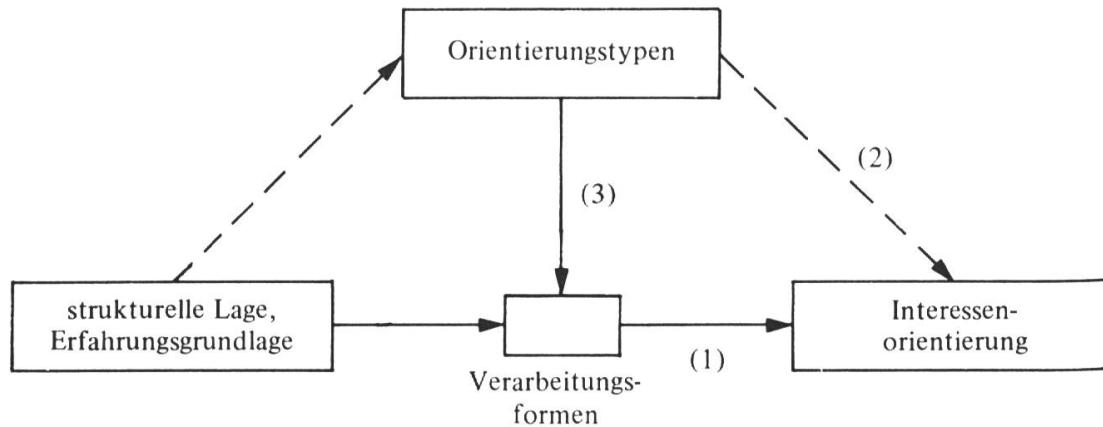 Orientierungstypen
(2)
(3)
strukturelle Lage,
Erfahrungsgrundlage
Interessen-
orientierung
(1)
Verarbeitungs-
formen